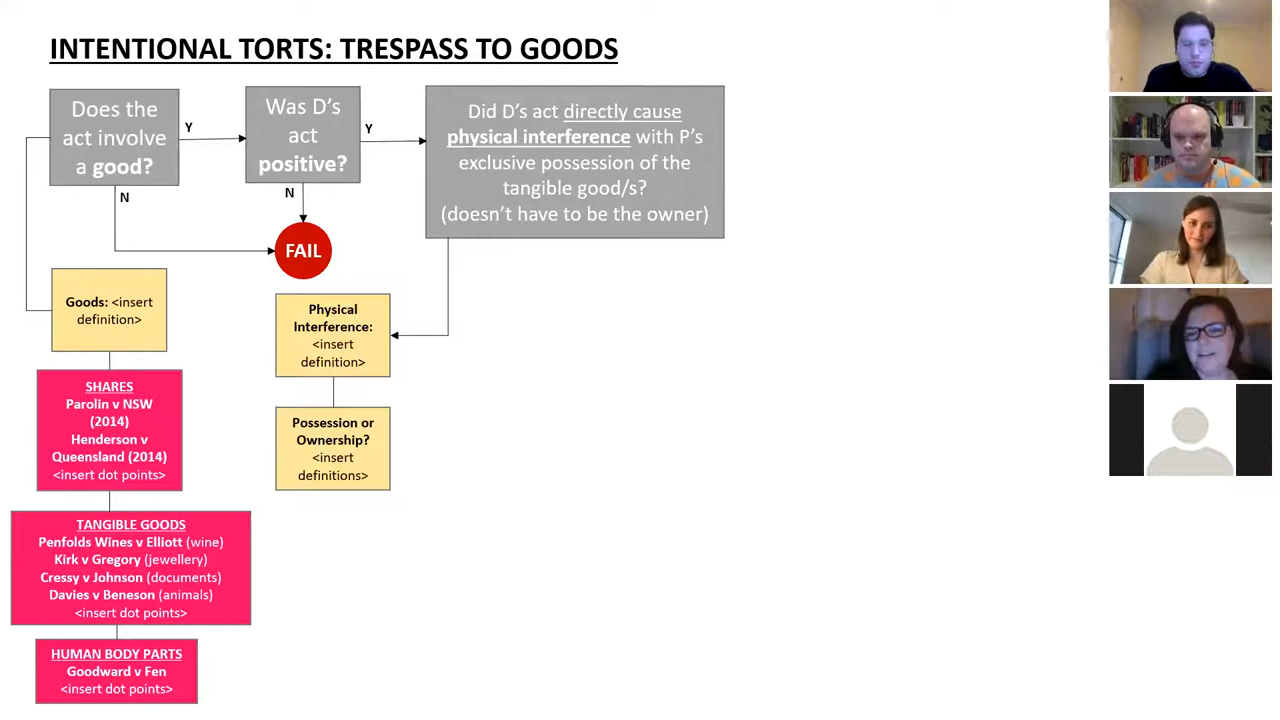 INTENTIONAL TORTS: TRESPASS TO GOODS
Does the
act involve
a good?
Y
N
Was D's
act
positive?
Y
N
FAIL
Did D's act directly cause
physical interference with P's
exclusive possession of the
tangible good/s?
(doesn't have to be the owner)
Goods: <insert
definition>
SHARES
Parolin v NSW
(2014)
Henderson v
Queensland (2014)
<insert dot points>
TANGIBLE GOODS
Penfolds Wines v Elliott (wine)
Kirk v Gregory (jewellery)
Cressy v Johnson (documents)
Davies v Beneson (animals)
<insert dot points>
HUMAN BODY PARTS
Goodward v Fen
<insert dot points>
Physical
Interference:
<insert
definition>
Possession or
Ownership?
<insert
definitions>